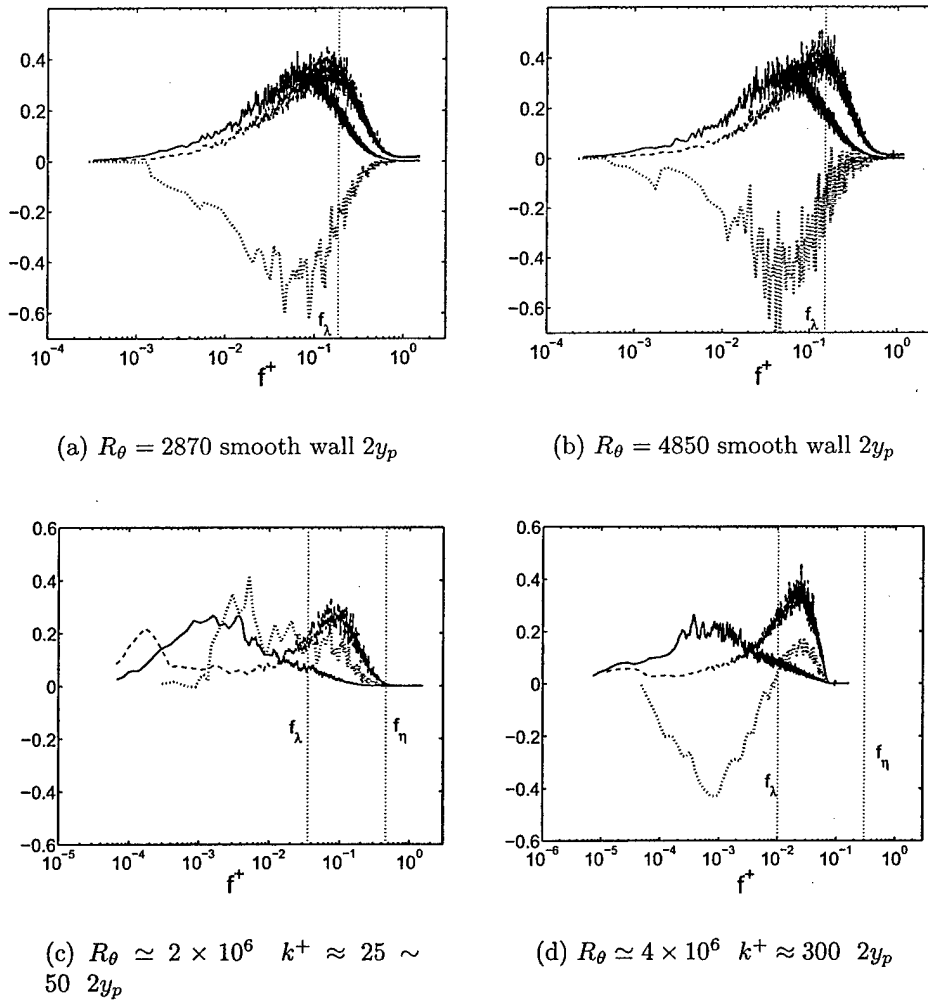 0.4
0.2
0
−0.2
−0.4
−0.6
f_λ
10^−4 10^−3 10^−2 10^−1 10^0
f^+
(a) R_θ = 2870 smooth wall 2y_p
0.4
0.2
0
−0.2
−0.4
−0.6
f_λ
10^−4 10^−2 10^−1 10^0
f^+
(b) R_θ = 4850 smooth wall 2y_p
0.6
0.4
0.2
0
−0.2
−0.4
−0.6
f_λ
f_η
10^−5 10^−4 10^−3 10^−2 10^−1 10^0
f^+
(c) R_θ ≃ 2 × 10^6 k^+ ≈ 25 ∼
50 2y_p
0.6
0.4
0.2
0
−0.2
−0.4
−0.6
f_λ
f_η
10^−6 10^−5 10^−4 10^−3 10^−2 10^−1 10^0
f^+
(d) R_θ ≃ 4 × 10^6 k^+ ≈ 300 2y_p